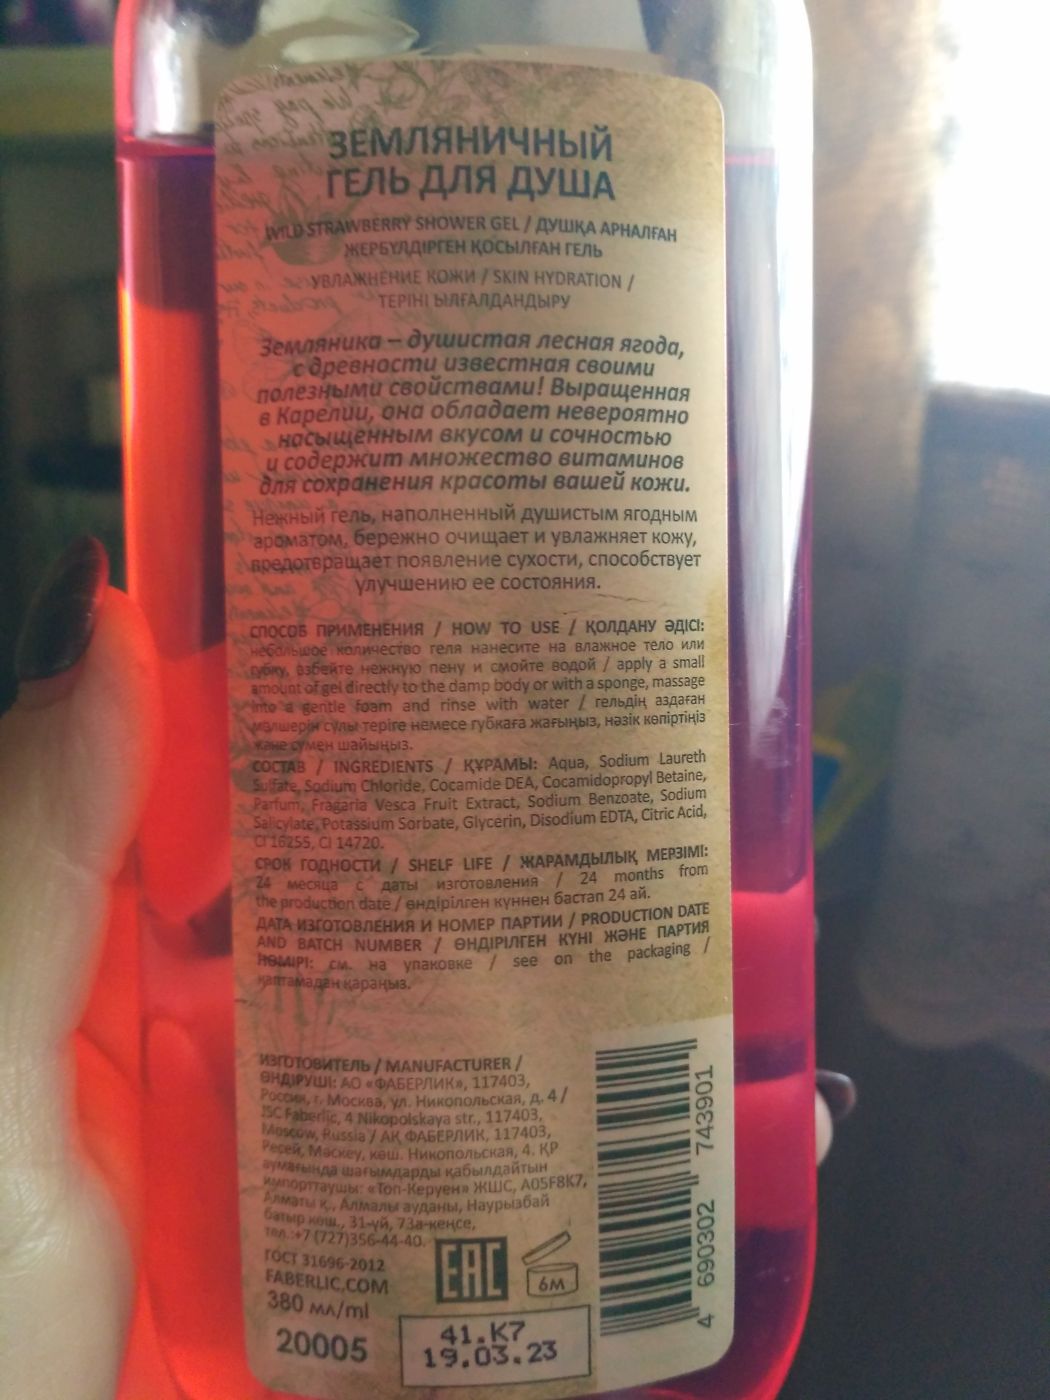 ЗЕМЛЯНИЧНЫЙ
ГЕЛЬ ДЛЯ ДУША
WILD STRAWBERRY SHOWER GEL / ДУШҚА АРНАЛҒАН
ЖЕРБҮЛДІРГЕН ҚОСЫЛҒАН ГЕЛЬ
УВЛАЖНЕНИЕ КОЖИ / SKIN HYDRATION /
ТЕРІНІ ЫЛҒАЛДАНДЫРУ
Земляника – душистая лесная ягода,
с древности известная своими
полезными свойствами! Выращенная
в Карелии, она обладает невероятно
насыщенным вкусом и сочностью
и содержит множество витаминов
для сохранения красоты вашей кожи.
Нежный гель, наполненный душистым ягодным
ароматом, бережно очищает и увлажняет кожу,
предотвращает появление сухости, способствует
улучшению ее состояния.
СПОСОБ ПРИМЕНЕНИЯ / HOW TO USE / ҚОЛДАНУ ӘДІСІ:
небольшое количество геля нанесите на влажное тело или
губку, взбейте нежную пену и смойте водой / apply a small
amount of gel directly to the damp body or with a sponge, massage
into a gentle foam and rinse with water / гельдің аздаған
мөлшерін сулы теріге немесе губкаға жағыңыз, нәзік көпіртіңіз
және сумен шайыңыз.
СОСТАВ / INGREDIENTS / ҚҰРАМЫ: Aqua, Sodium Laureth
Sulfate, Sodium Chloride, Cocamide DEA, Cocamidopropyl Betaine,
Parfum, Fragaria Vesca Fruit Extract, Sodium Benzoate, Sodium
Salicylate, Potassium Sorbate, Glycerin, Disodium EDTA, Citric Acid,
CI 16255, CI 14720.
СРОК ГОДНОСТИ / SHELF LIFE / ЖАРАМДЫЛЫҚ МЕРЗІМІ:
24 месяца с даты изготовления / 24 months from
the production date / өндірілген күннен бастап 24 ай.
ДАТА ИЗГОТОВЛЕНИЯ И НОМЕР ПАРТИИ / PRODUCTION DATE
AND BATCH NUMBER / ӨНДІРІЛГЕН КҮНІ ЖӘНЕ ПАРТИЯ
НӨМІРІ: см. на упаковке / see on the packaging /
қаптамадан қараңыз.
ИЗГОТОВИТЕЛЬ / MANUFACTURER /
ӨНДІРУШІ: АО «ФАБЕРЛИК», 117403,
Россия, г. Москва, ул. Никопольская, д. 4 /
JSC Faberlic, 4 Nikopolskaya str., 117403,
Moscow, Russia / АҚ ФАБЕРЛИК, 117403,
Ресей, Мәскеу, көш. Никопольская, 4. ҚР
аумағында шағымдарды қабылдайтын
импорттаушы: «Топ-Керуен» ЖШС, A05F8K7,
Алматы қ., Алмалы ауданы, Наурызбай
батыр көш., 31-үй, 73а-кеңсе,
тел.:+7 (727)356-44-40.
ГОСТ 31696-2012
FABERLIC.COM
380 мл/ml
20005
EAC
6M
41.K7
19.03.23
4 690302 743901